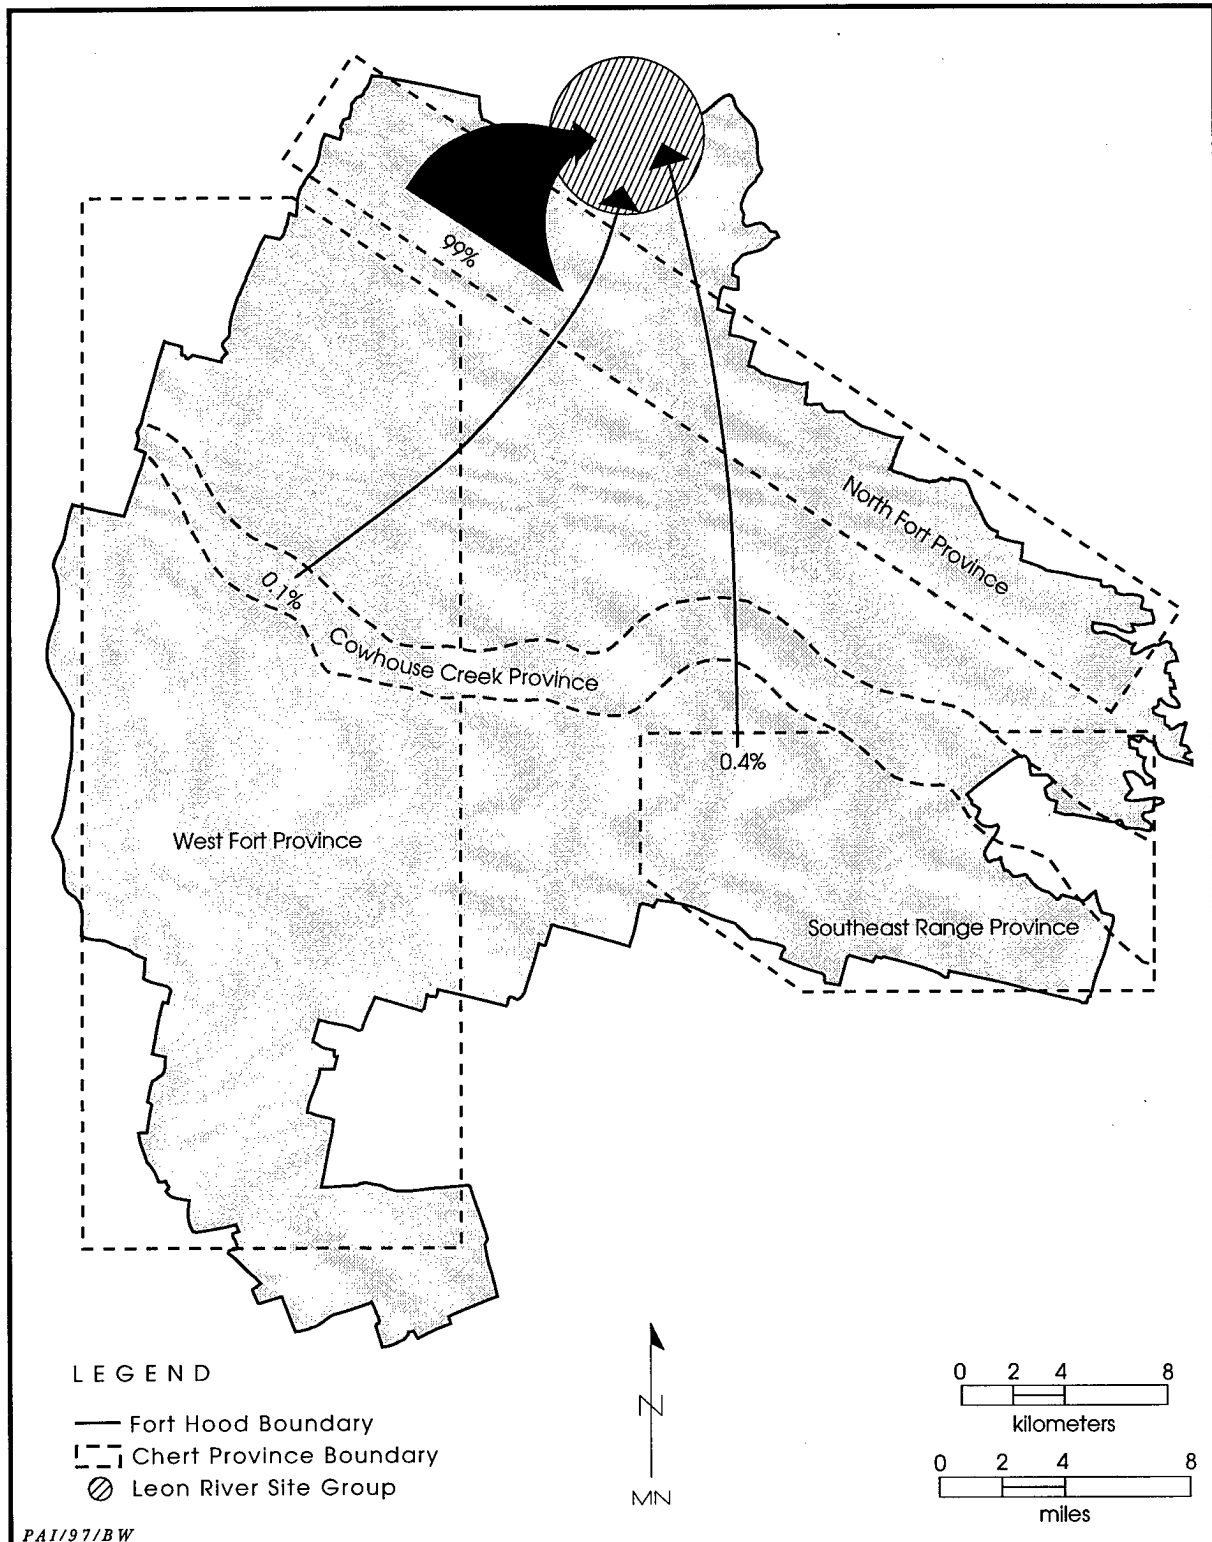 99%
North Fort Province
0.1%
Cowhouse Creek Province
0.4%
West Fort Province
Southeast Range Province
LEGEND
Fort Hood Boundary
Chert Province Boundary
Leon River Site Group
N
MN
0 2 4 8
kilometers
0 2 4 8
miles
PAI/97/BW